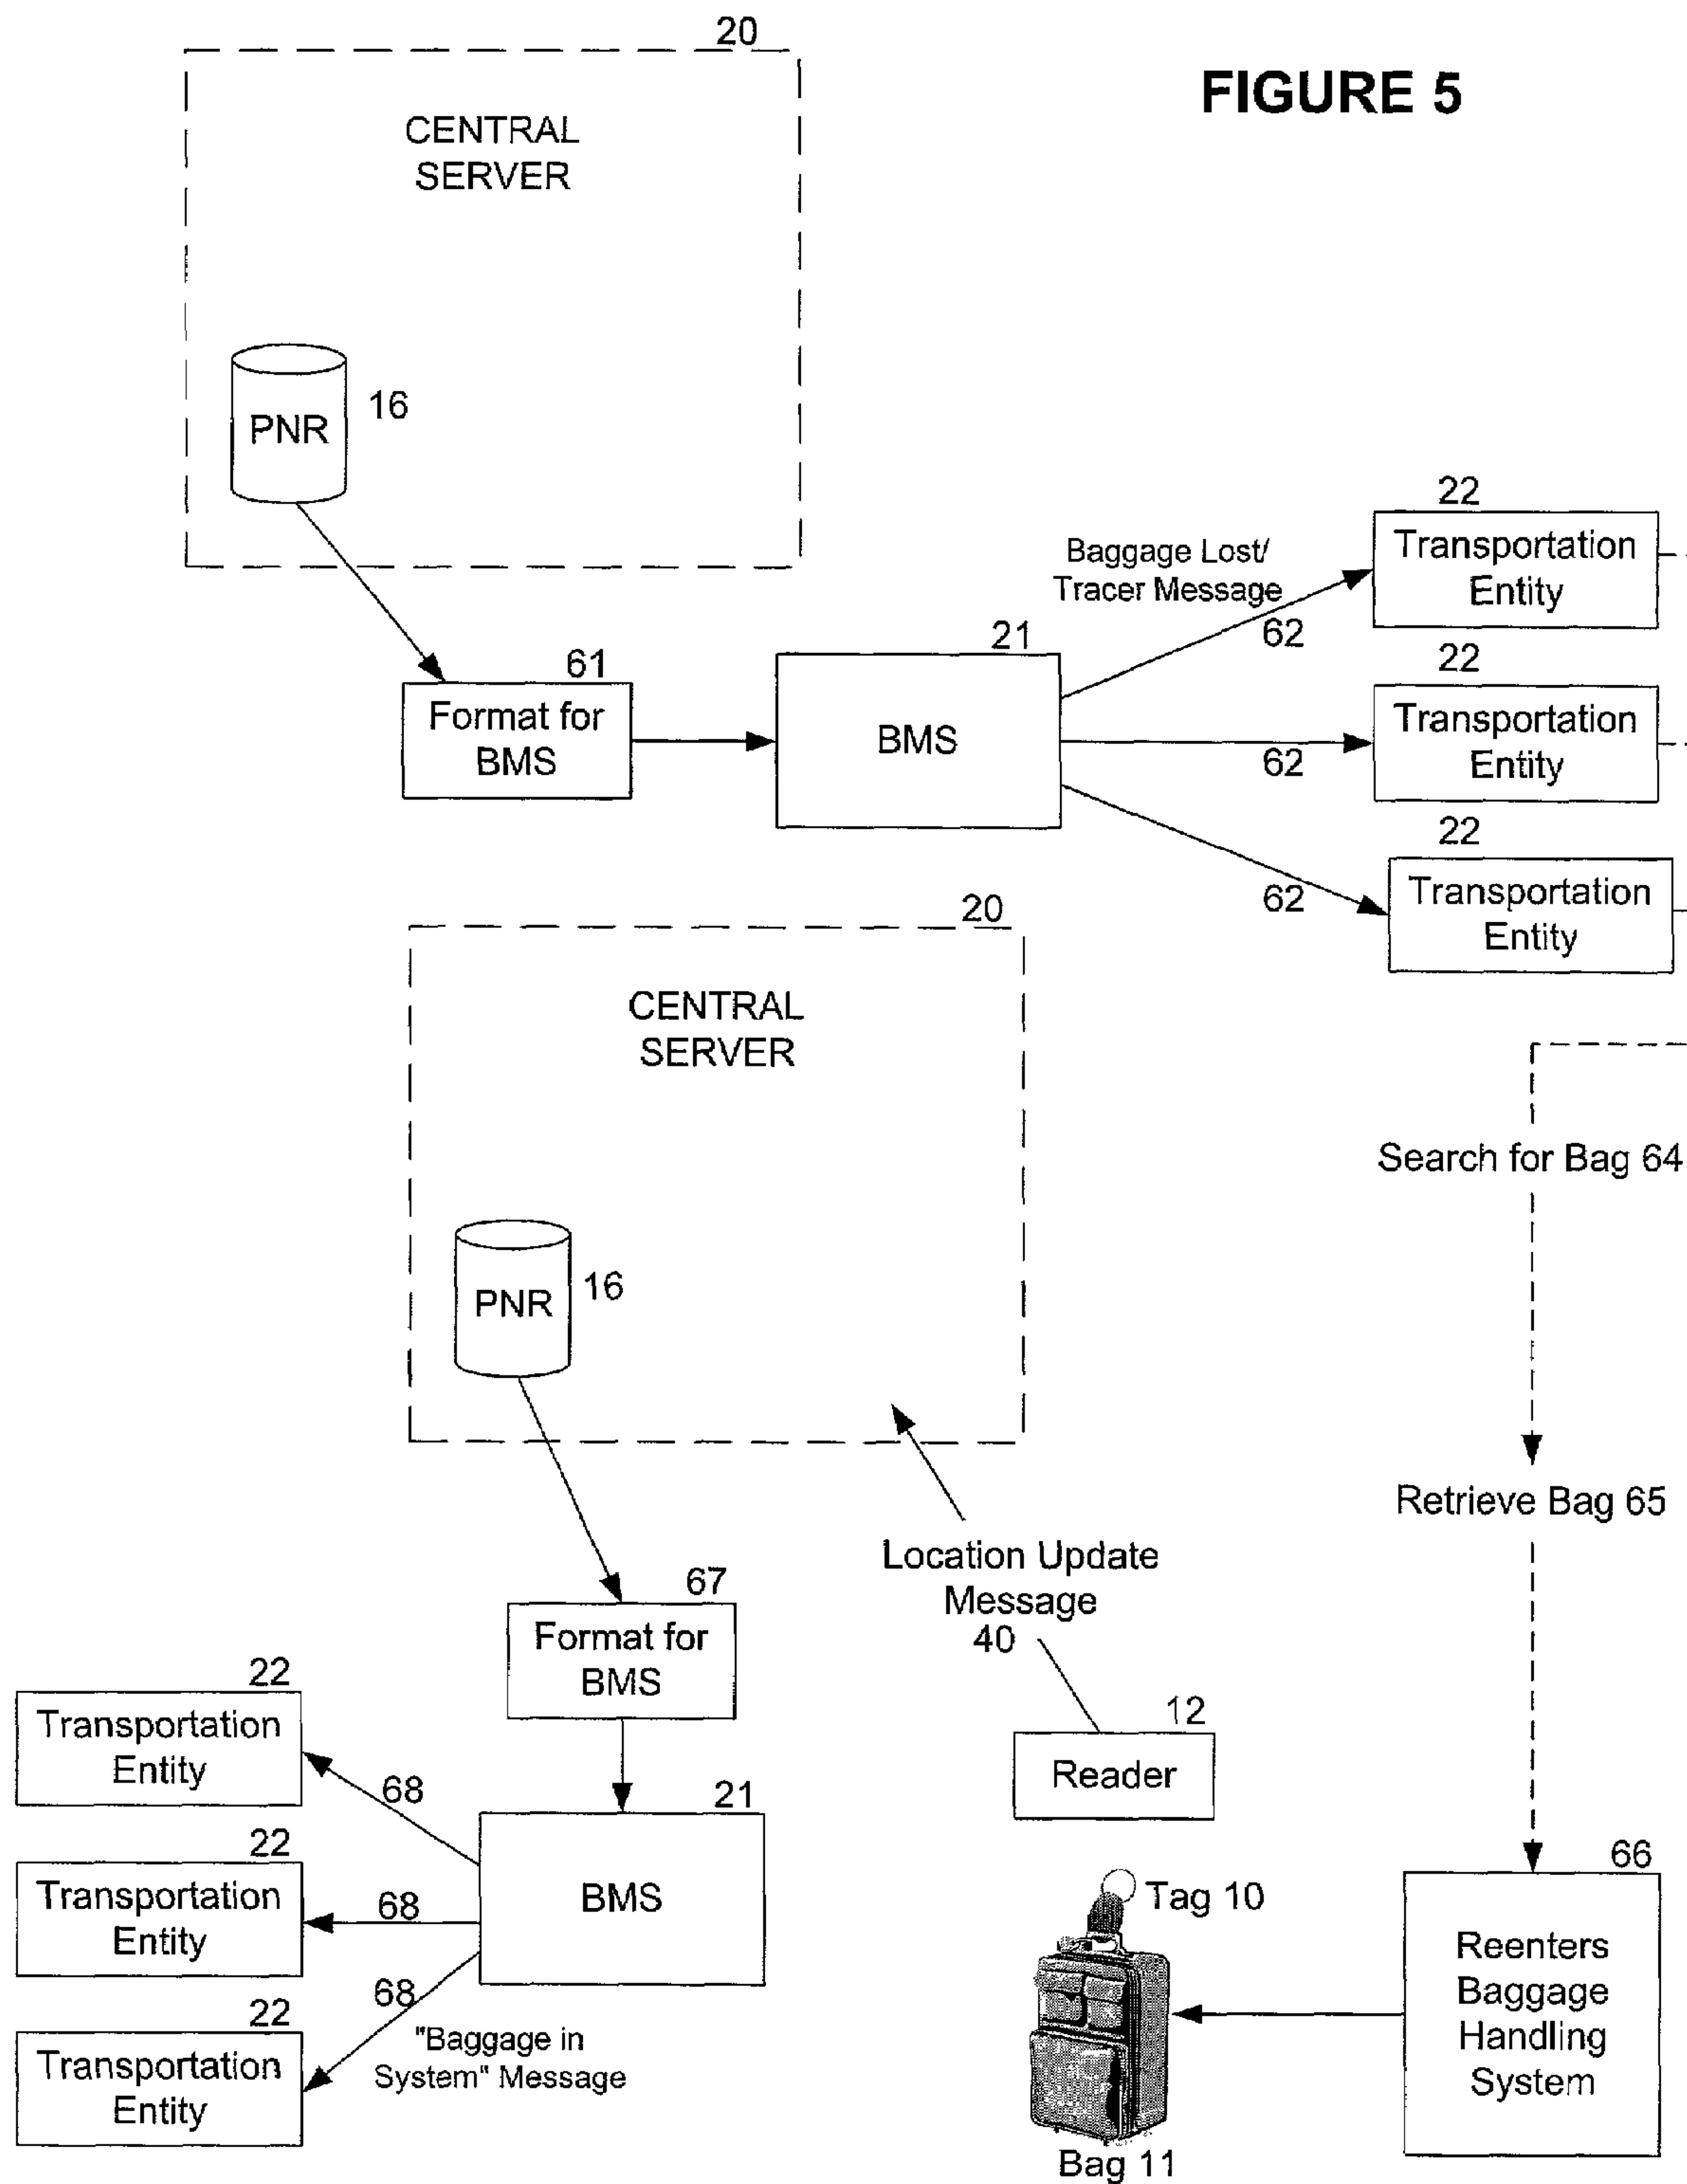 20
FIGURE 5
CENTRAL
SERVER
PNR
16
22
Transportation
Entity
Baggage Lost/
Tracer Message
62
61
Format for
BMS
21
BMS
22
Transportation
Entity
62
22
Transportation
Entity
62
20
CENTRAL
SERVER
Search for Bag 64
PNR
16
Retrieve Bag 65
Location Update
Message
40
67
Format for
BMS
22
Transportation
Entity
68
12
Reader
21
BMS
22
Transportation
Entity
68
66
Reenters
Baggage
Handling
System
Tag 10
68
22
Transportation
Entity
"Baggage in
System" Message
Bag 11